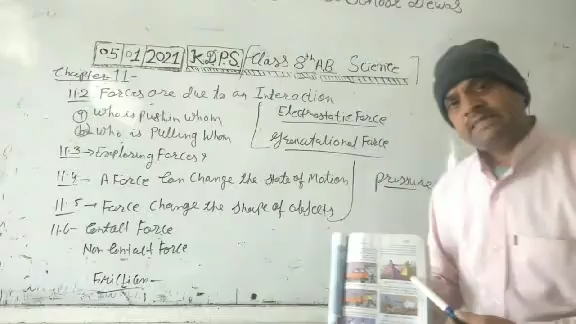 School Dewas
05 01 2021 K.D.P.S. Class 8th AB Science
Chapter 11-
11.2 Forces are due to an Interaction
(a) Who is Pushin whom
(b) Who is Pulling Whom
Electrostatic Force
Gravitational Force
11.3 → Exploring Forces?
11.4 - A Force Can Change the State of Motion
11.5 → Force Change the Shape of objects
Pressure
11.6 - Contact Force
Non Contact Force
Friction -